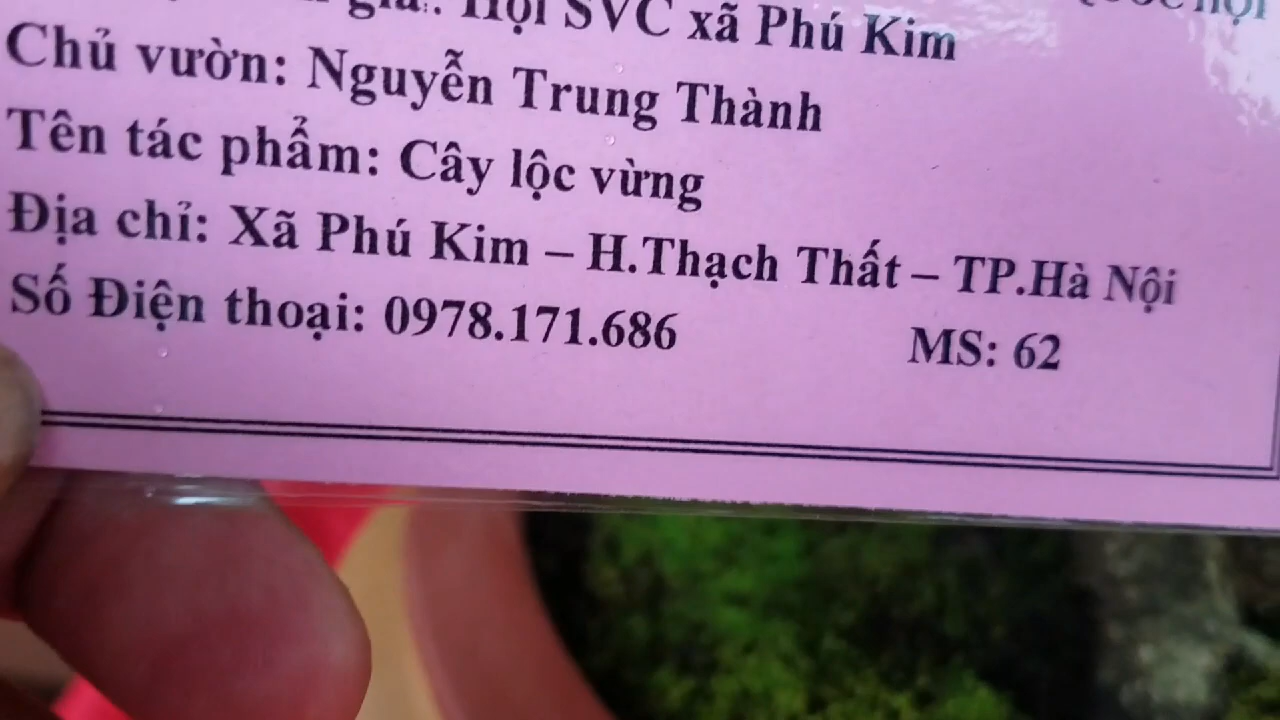 giả: Hội SVC xã Phú Kim
Chủ vườn: Nguyễn Trung Thành
Tên tác phẩm: Cây lộc vừng
Địa chỉ: Xã Phú Kim – H.Thạch Thất – TP.Hà Nội
Số Điện thoại: 0978.171.686 MS: 62